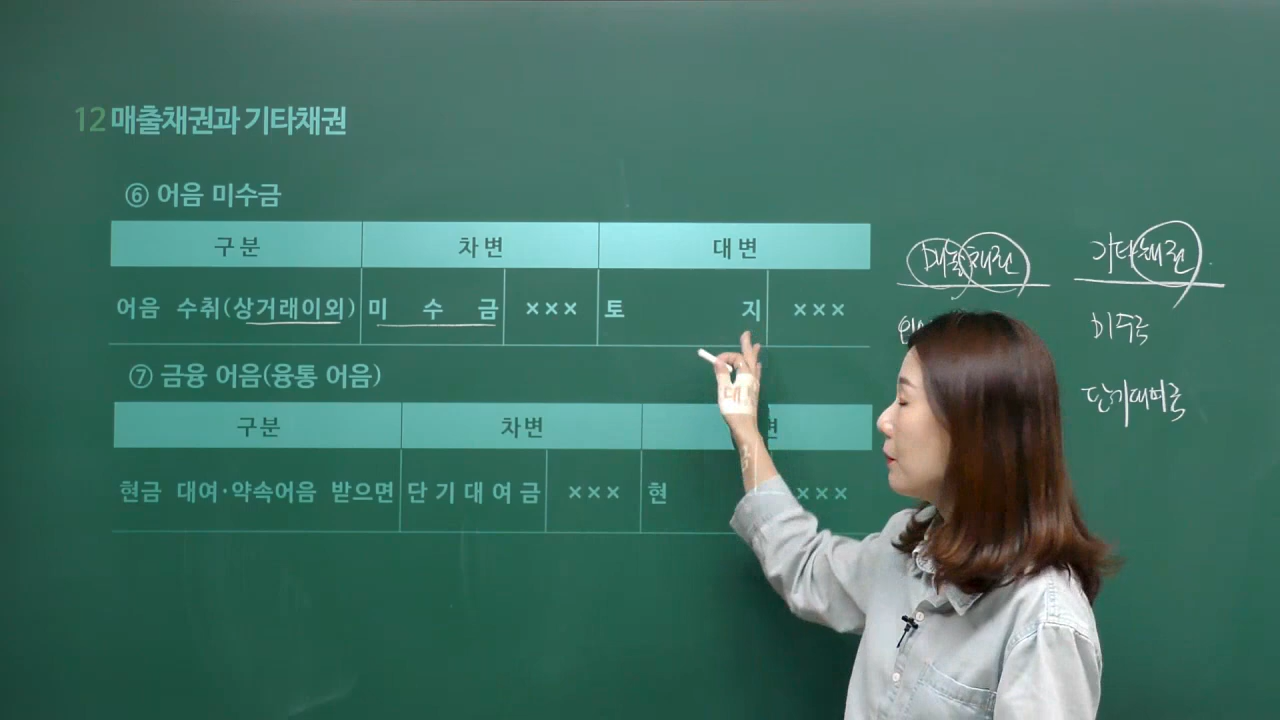 12 매출채권과 기타채권
⑥ 어음 미수금
구분 차변 대변
어음 수취(상거래이외) 미 수 금 ××× 토 지 ×××
⑦ 금융 어음(융통 어음)
구분 차변 변
현금 대여·약속어음 받으면 단기대여금 ××× 현 ×××
매출채권 기타채권
미수금
단기대여금